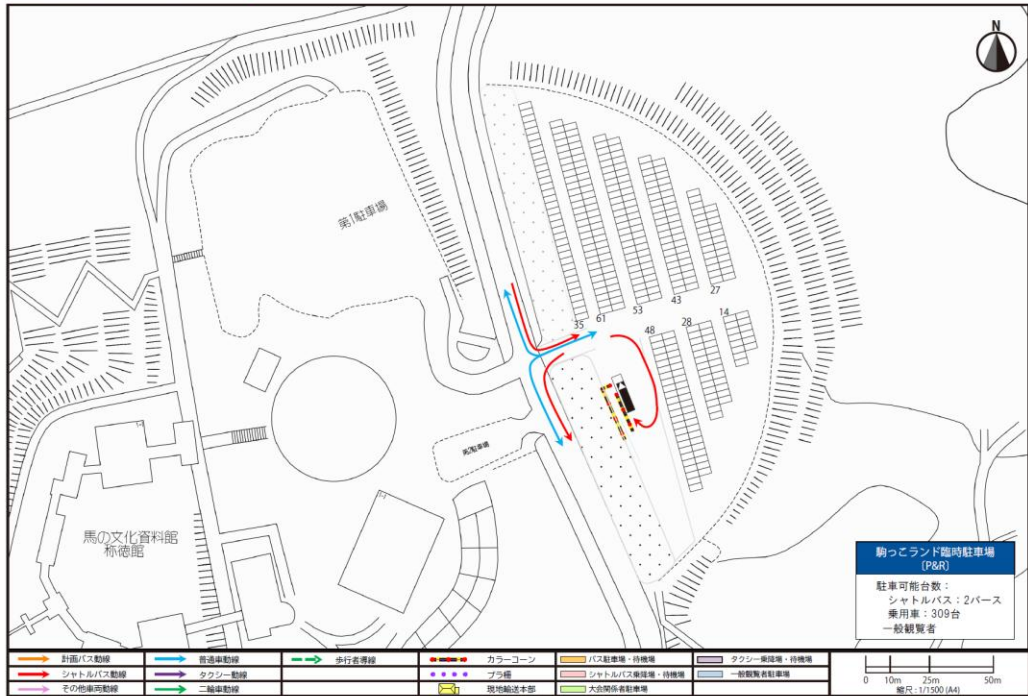 N
第1駐車場
35
61
53
43
27
48
28
14
第2駐車場
馬の文化資料館
称徳館
駒っこランド臨時駐車場
(P&R)
駐車可能台数：
シャトルバス：2バース
乗用車：309台
一般観覧者
計画バス動線
普通車動線
歩行者導線
カラーコーン
バス駐車場・待機場
タクシー乗降場・待機場
シャトルバス動線
タクシー動線
プラ柵
シャトルバス乗降場・待機場
一般観覧者駐車場
その他車両動線
二輪車動線
現地輸送本部
大会関係者駐車場
0 10m 25m 50m
縮尺：1/1500 (A4)